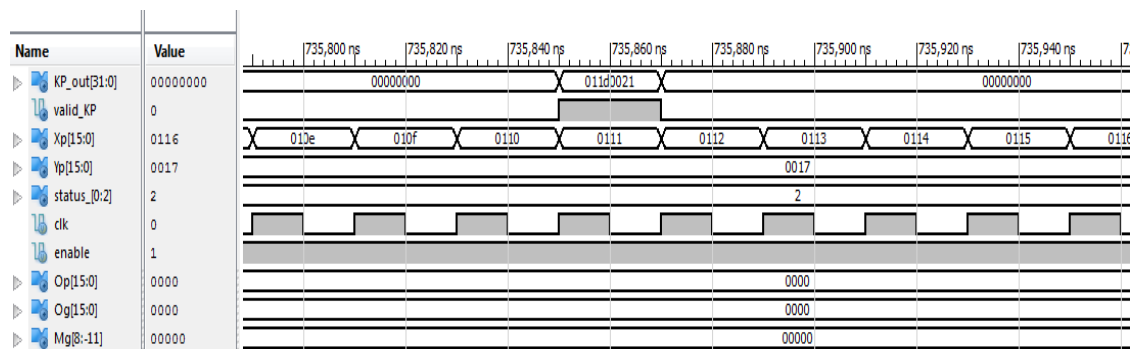 Name Value 735,800 ns 735,820 ns 735,840 ns 735,860 ns 735,880 ns 735,900 ns 735,920 ns 735,940 ns
KP_out[31:0] 00000000 00000000 011d0021 00000000
valid_KP 0
Xp[15:0] 0116 010e 010f 0110 0111 0112 0113 0114 0115 0116
Yp[15:0] 0017 0017
status_[0:2] 2 2
clk 0
enable 1
Op[15:0] 0000 0000
Og[15:0] 0000 0000
Mg[8:-11] 00000 00000